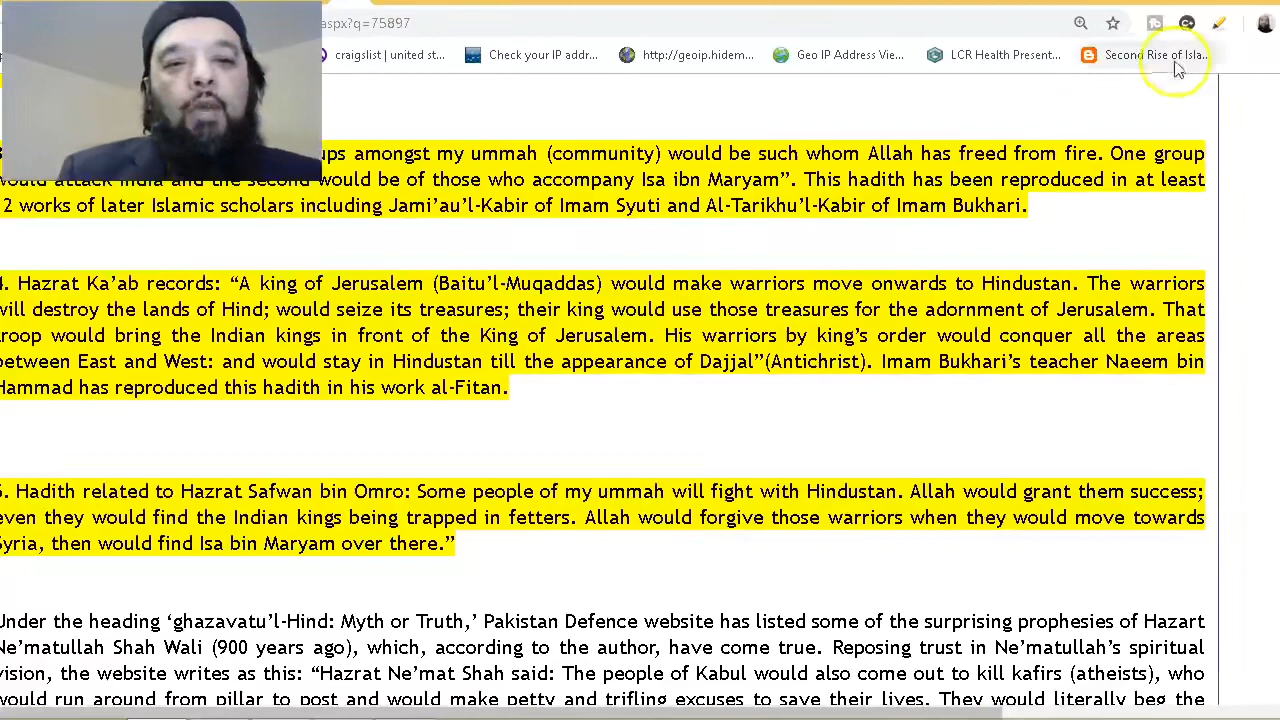 aspx?q=75897
craigslist | united st...
Check your IP addr...
http://geoip.hidem...
Geo IP Address Vie...
LCR Health Present...
Second Rise of Isla...
ups amongst my ummah (community) would be such whom Allah has freed from fire. One group
would attack India and the second would be of those who accompany Isa ibn Maryam”. This hadith has been reproduced in at least
2 works of later Islamic scholars including Jami’au’l-Kabir of Imam Syuti and Al-Tarikhu’l-Kabir of Imam Bukhari.
4. Hazrat Ka’ab records: “A king of Jerusalem (Baitu’l-Muqaddas) would make warriors move onwards to Hindustan. The warriors
will destroy the lands of Hind; would seize its treasures; their king would use those treasures for the adornment of Jerusalem. That
troop would bring the Indian kings in front of the King of Jerusalem. His warriors by king’s order would conquer all the areas
between East and West: and would stay in Hindustan till the appearance of Dajjal”(Antichrist). Imam Bukhari’s teacher Naeem bin
Hammad has reproduced this hadith in his work al-Fitan.
5. Hadith related to Hazrat Safwan bin Omro: Some people of my ummah will fight with Hindustan. Allah would grant them success;
even they would find the Indian kings being trapped in fetters. Allah would forgive those warriors when they would move towards
Syria, then would find Isa bin Maryam over there.”
Under the heading ‘ghazavatu’l-Hind: Myth or Truth,’ Pakistan Defence website has listed some of the surprising prophesies of Hazart
Ne’matullah Shah Wali (900 years ago), which, according to the author, have come true. Reposing trust in Ne’matullah’s spiritual
vision, the website writes as this: “Hazrat Ne’mat Shah said: The people of Kabul would also come out to kill kafirs (atheists), who
would run around from pillar to post and would make petty and trifling excuses to save their lives. They would literally beg the